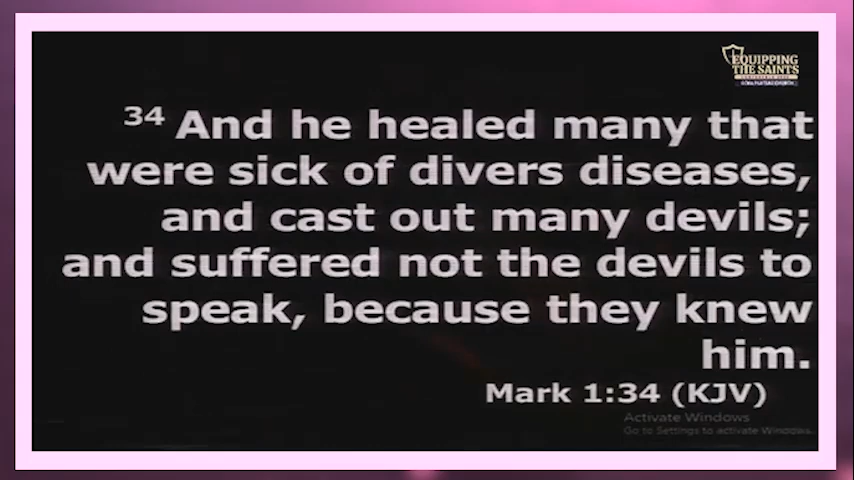 EQUIPPING
THE SAINTS
34 And he healed many that
were sick of divers diseases,
and cast out many devils;
and suffered not the devils to
speak, because they knew
him.
Mark 1:34 (KJV)
Activate Windows
Go to Settings to activate Windows.